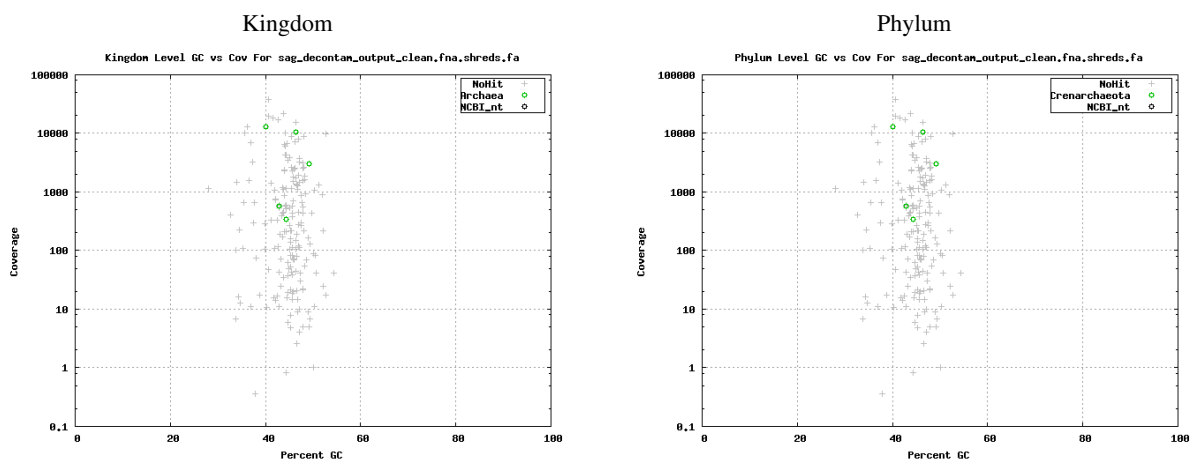 Kingdom
Kingdom Level GC vs Cov For sag_decontam_output_clean.fna.shreds.fa
NoHit
Archaea
NCBI_nt
100000
10000
1000
100
10
1
0.1
Coverage
0
20
40
60
80
100
Percent GC
Phylum
Phylum Level GC vs Cov For sag_decontam_output_clean.fna.shreds.fa
NoHit
Crenarchaeota
NCBI_nt
100000
10000
1000
100
10
1
0.1
Coverage
0
20
40
60
80
100
Percent GC